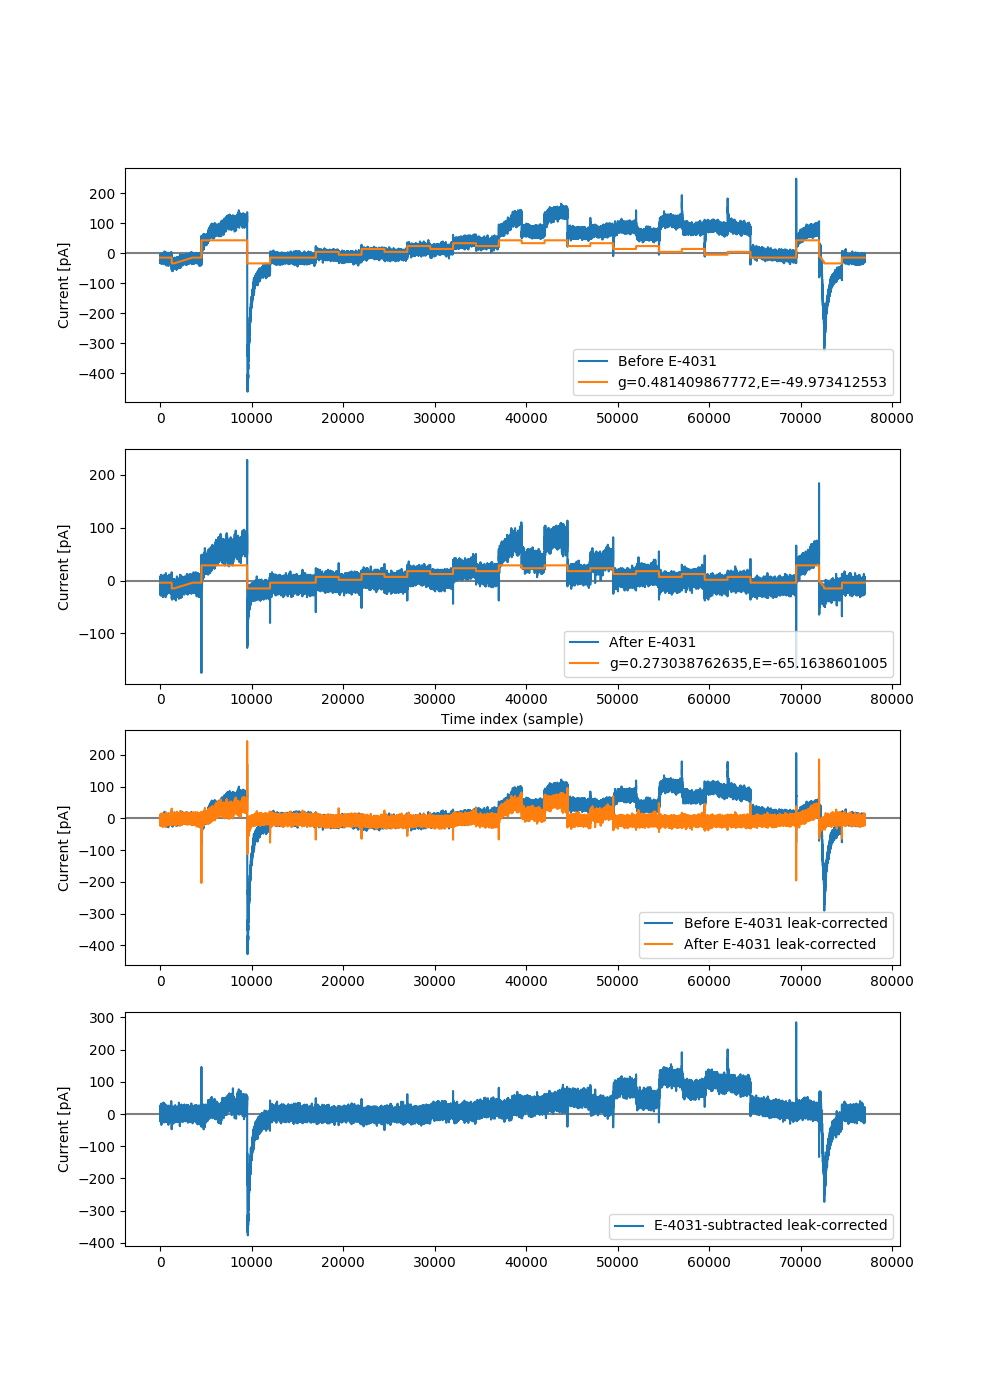 200
100
0
−100
−200
−300
−400
Current [pA]
Before E-4031
g=0.481409867772,E=-49.973412553
0 10000 20000 30000 40000 50000 60000 70000 80000
200
100
0
−100
Current [pA]
After E-4031
g=0.273038762635,E=-65.1638601005
0 10000 20000 30000 40000 50000 60000 70000 80000
Time index (sample)
200
100
0
−100
−200
−300
−400
Current [pA]
Before E-4031 leak-corrected
After E-4031 leak-corrected
0 10000 20000 30000 40000 50000 60000 70000 80000
300
200
100
0
−100
−200
−300
−400
Current [pA]
E-4031-subtracted leak-corrected
0 10000 20000 30000 40000 50000 60000 70000 80000